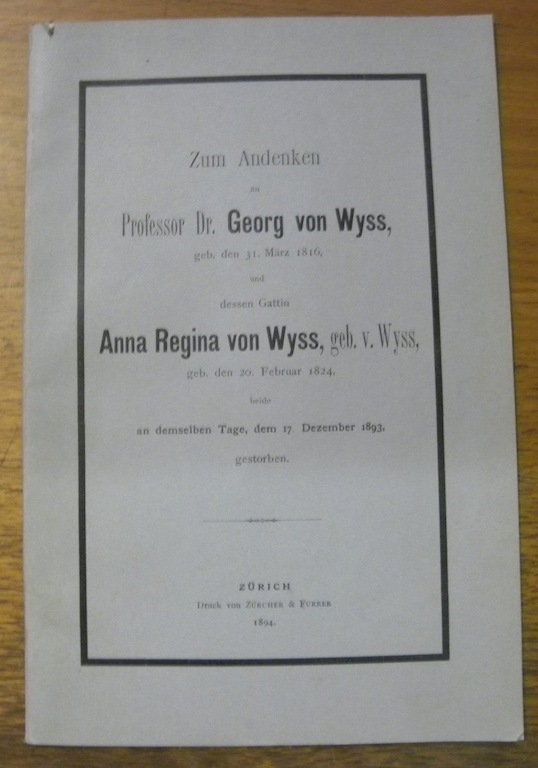 Zum Andenken
an
Professor Dr. Georg von Wyss,
geb. den 31. März 1816,
und
dessen Gattin
Anna Regina von Wyss, geb. v. Wyss,
geb. den 20. Februar 1824,
beide
an demselben Tage, dem 17. Dezember 1893,
gestorben.
ZÜRICH
Druck von ZÜRCHER & FURRER
1894.